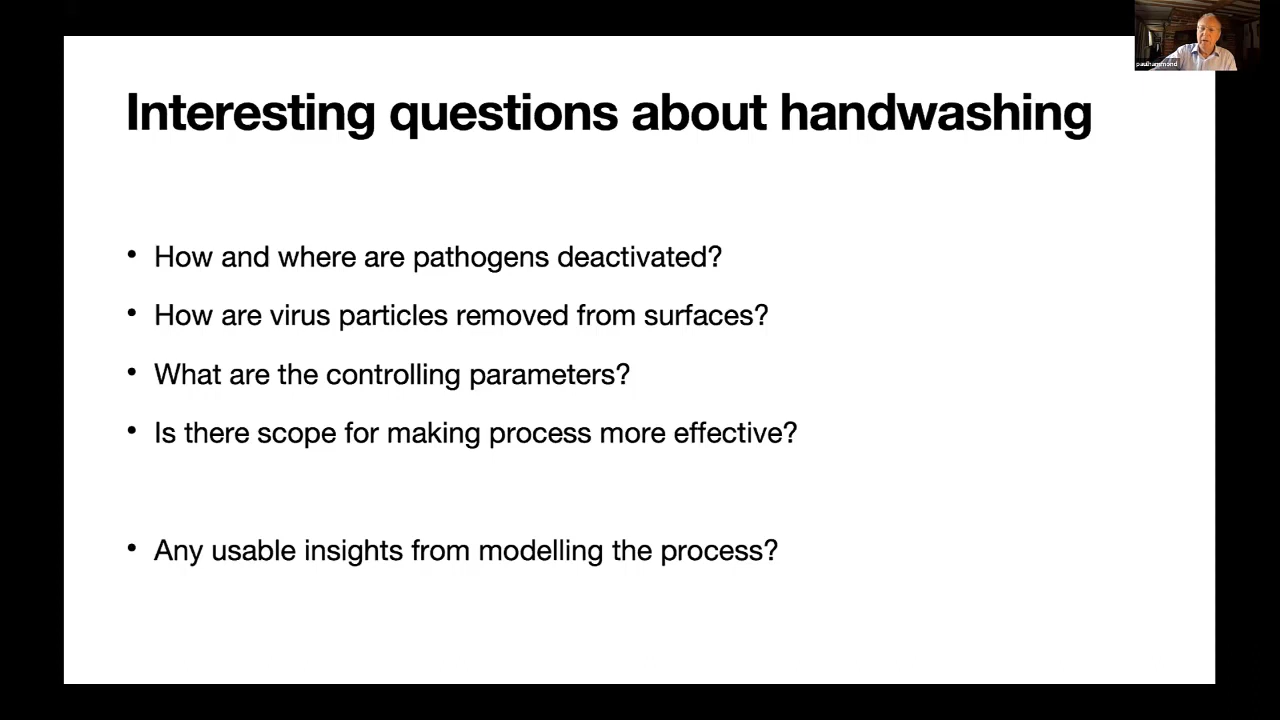 paulhammond
Interesting questions about handwashing
• How and where are pathogens deactivated?
• How are virus particles removed from surfaces?
• What are the controlling parameters?
• Is there scope for making process more effective?
• Any usable insights from modelling the process?